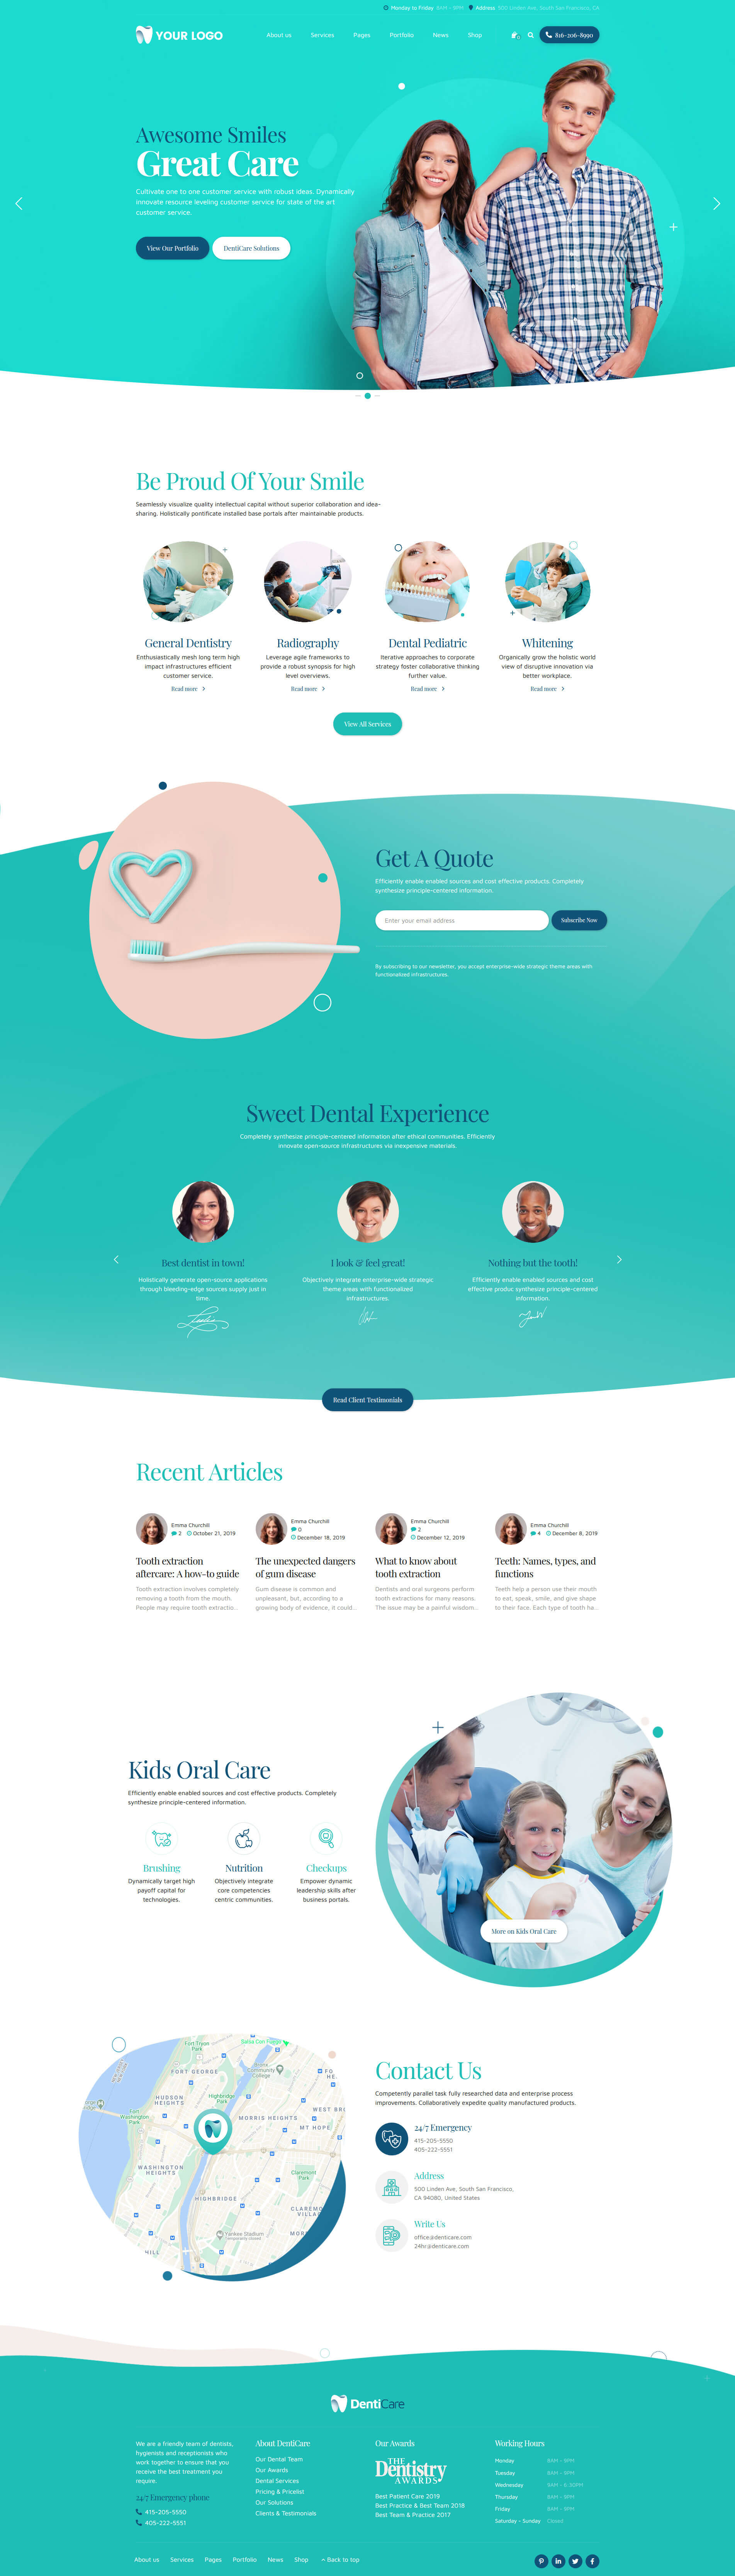 Monday to Friday 8AM - 9PM Address 500 Linden Ave, South San Francisco, CA
YOUR LOGO
About us Services Pages Portfolio News Shop
816-206-8990
Awesome Smiles
Great Care
Cultivate one to one customer service with robust ideas. Dynamically
innovate resource leveling customer service for state of the art
customer service.
View Our Portfolio DentiCare Solutions
Be Proud Of Your Smile
Seamlessly visualize quality intellectual capital without superior collaboration and idea-
sharing. Holistically pontificate installed base portals after maintainable products.
General Dentistry
Enthusiastically mesh long term high
impact infrastructures efficient
customer service.
Read more
Radiography
Leverage agile frameworks to
provide a robust synopsis for high
level overviews.
Read more
Dental Pediatric
Iterative approaches to corporate
strategy foster collaborative thinking
further value.
Read more
Whitening
Organically grow the holistic world
view of disruptive innovation via
better workplace.
Read more
View All Services
Get A Quote
Efficiently enable enabled sources and cost effective products. Completely
synthesize principle-centered information.
Enter your email address
Subscribe Now
By subscribing to our newsletter, you accept enterprise-wide strategic theme areas with
functionalized infrastructures.
Sweet Dental Experience
Completely synthesize principle-centered information after ethical communities. Efficiently
innovate open-source infrastructures via inexpensive materials.
Best dentist in town!
Holistically generate open-source applications
through bleeding-edge sources supply just in
time.
I look & feel great!
Objectively integrate enterprise-wide strategic
theme areas with functionalized
infrastructures.
Nothing but the tooth!
Efficiently enable enabled sources and cost
effective produc synthesize principle-centered
information.
Read Client Testimonials
Recent Articles
Emma Churchill
2 October 21, 2019
Tooth extraction
aftercare: A how-to guide
Tooth extraction involves completely
removing a tooth from the mouth.
People may require tooth extractio...
Emma Churchill
0
December 18, 2019
The unexpected dangers
of gum disease
Gum disease is common and
unpleasant, but, according to a
growing body of evidence, it could...
Emma Churchill
2
December 12, 2019
What to know about
tooth extraction
Dentists and oral surgeons perform
tooth extractions for many reasons.
The issue may be a painful wisdom...
Emma Churchill
4 December 8, 2019
Teeth: Names, types, and
functions
Teeth help a person use their mouth
to eat, speak, smile, and give shape
to their face. Each type of tooth ha...
Kids Oral Care
Efficiently enable enabled sources and cost effective products. Completely
synthesize principle-centered information.
Brushing
Dynamically target high
payoff capital for
technologies.
Nutrition
Objectively integrate
core competencies
centric communities.
Checkups
Empower dynamic
leadership skills after
business portals.
More on Kids Oral Care
Fort Tryon
Park
FORT GEORGE
Bronx
Community
College
HUDSON
HEIGHTS
Highbridge
Park
Fort
Washington
Park
MORRIS HEIGHTS
MT HOPE
WASHINGTON
HEIGHTS
Claremont
Park
HIGHBRIDGE
Yankee Stadium
Contact Us
Competently parallel task fully researched data and enterprise process
improvements. Collaboratively expedite quality manufactured products.
24/7 Emergency
415-205-5550
405-222-5551
Address
500 Linden Ave, South San Francisco,
CA 94080, United States
Write Us
office@denticare.com
24hr@denticare.com
DentiCare
We are a friendly team of dentists,
hygienists and receptionists who
work together to ensure that you
receive the best treatment you
require.
24/7 Emergency phone
415-205-5550
405-222-5551
About DentiCare
Our Dental Team
Our Awards
Dental Services
Pricing & Pricelist
Our Solutions
Clients & Testimonials
Our Awards
THE
Dentistry
AWARDS
Best Patient Care 2019
Best Practice & Best Team 2018
Best Team & Practice 2017
Working Hours
Monday 8AM - 9PM
Tuesday 8AM - 9PM
Wednesday 9AM - 6:30PM
Thursday 8AM - 9PM
Friday 8AM - 9PM
Saturday - Sunday Closed
About us Services Pages Portfolio News Shop Back to top